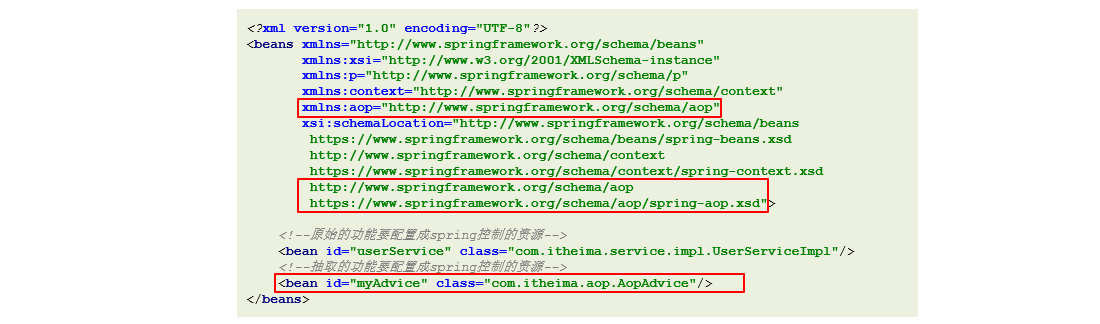 <?xml version="1.0" encoding="UTF-8"?>
<beans xmlns="http://www.springframework.org/schema/beans"
xmlns:xsi="http://www.w3.org/2001/XMLSchema-instance"
xmlns:p="http://www.springframework.org/schema/p"
xmlns:context="http://www.springframework.org/schema/context"
xmlns:aop="http://www.springframework.org/schema/aop"
xsi:schemaLocation="http://www.springframework.org/schema/beans
https://www.springframework.org/schema/beans/spring-beans.xsd
http://www.springframework.org/schema/context
https://www.springframework.org/schema/context/spring-context.xsd
http://www.springframework.org/schema/aop
https://www.springframework.org/schema/aop/spring-aop.xsd">
<!--原始的功能要配置成spring控制的资源-->
<bean id="userService" class="com.itheima.service.impl.UserServiceImpl"/>
<!--抽取的功能要配置成spring控制的资源-->
<bean id="myAdvice" class="com.itheima.aop.AopAdvice"/>
</beans>